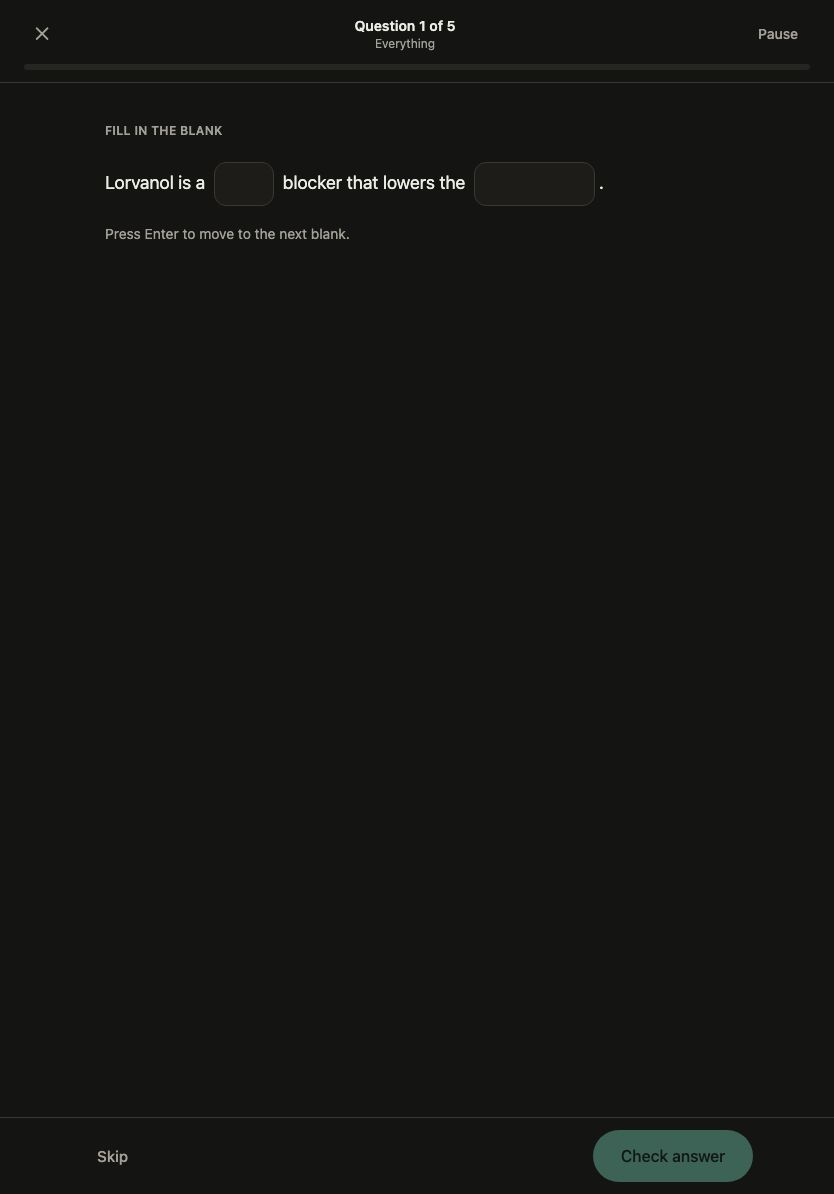 Question 1 of 5
Everything
Pause
FILL IN THE BLANK
Lorvanol is a blocker that lowers the .
Press Enter to move to the next blank.
Skip
Check answer